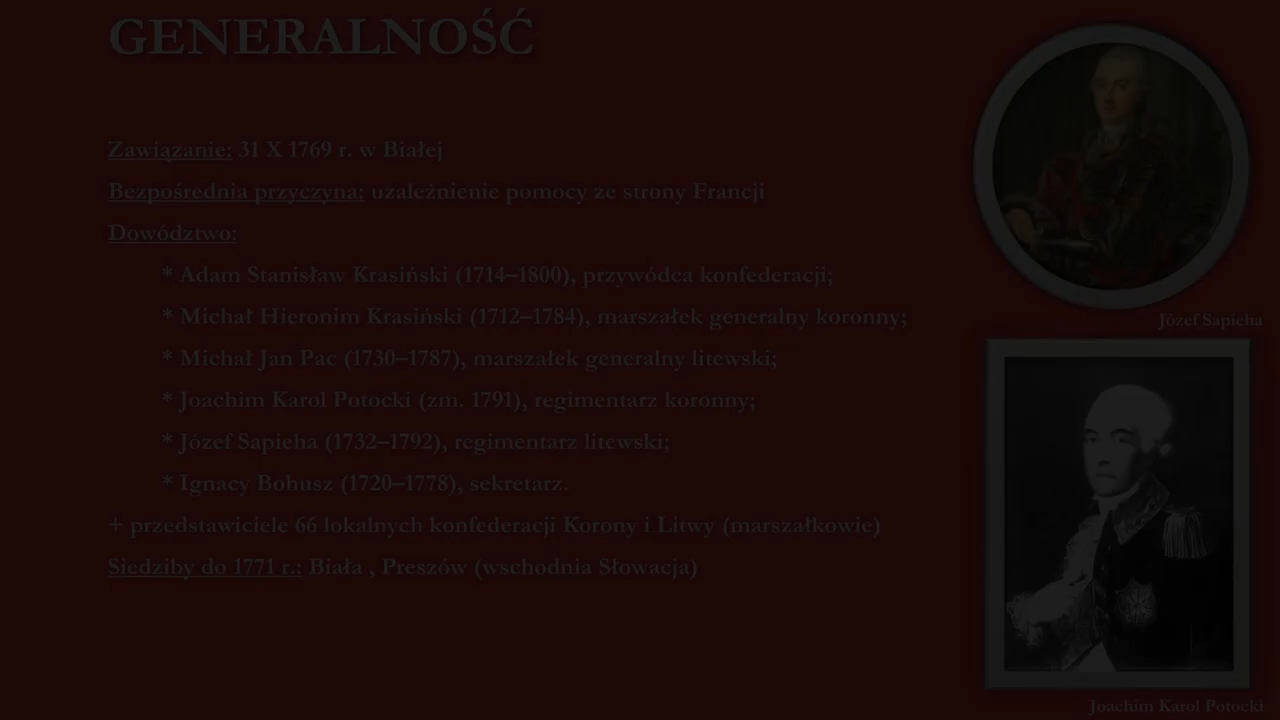 GENERALNOŚĆ
Zawiązanie: 31 X 1769 r. w Białej
Bezpośrednia przyczyna: uzależnienie pomocy ze strony Francji
Dowództwo:
* Adam Stanisław Krasiński (1714–1800), przywódca konfederacji;
* Michał Hieronim Krasiński (1712–1784), marszałek generalny koronny;
* Michał Jan Pac (1730–1787), marszałek generalny litewski;
* Joachim Karol Potocki (zm. 1791), regimentarz koronny;
* Józef Sapieha (1732–1792), regimentarz litewski;
* Ignacy Bohusz (1720–1778), sekretarz.
+ przedstawiciele 66 lokalnych konfederacji Korony i Litwy (marszałkowie)
Siedziby do 1771 r.: Biała , Preszów (wschodnia Słowacja)
Józef Sapieha
Joachim Karol Potocki